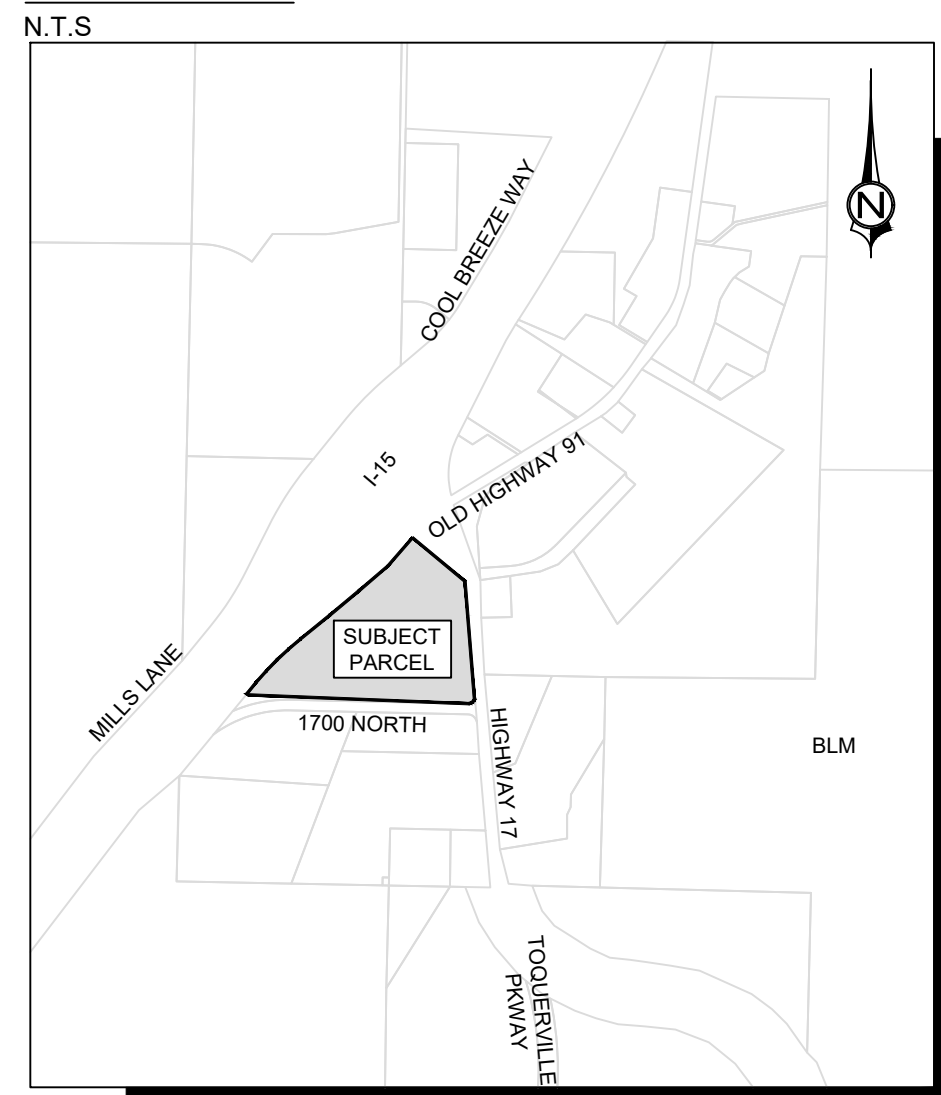 N.T.S
N
COOL BREEZE WAY
I-15
OLD HIGHWAY 91
SUBJECT
PARCEL
MILLS LANE
1700 NORTH
HIGHWAY 17
BLM
TOQUERVILLE
PKWAY